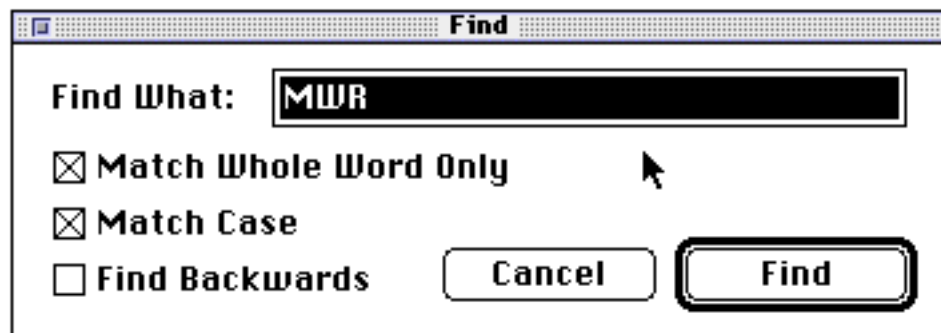 Find
Find What: MWR
Match Whole Word Only
Match Case
Find Backwards
Cancel
Find